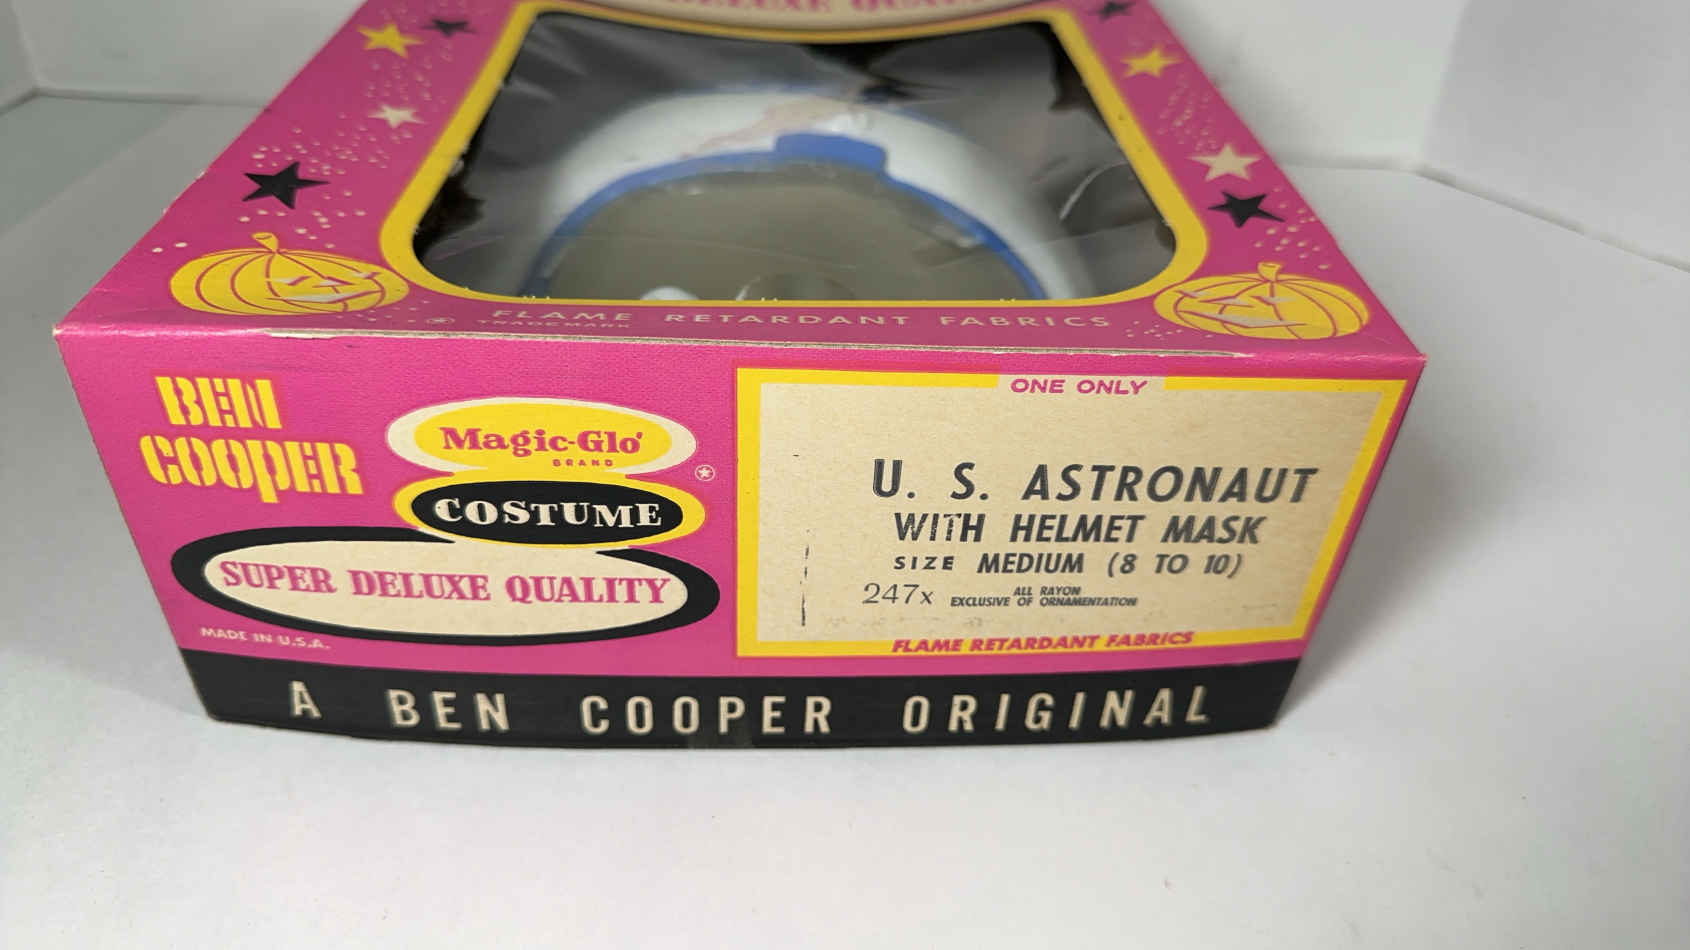 DELUXE QUALITY
FLAME RETARDANT FABRICS
® TRADEMARK
BEN
COOPER
Magic-Glo'
BRAND
COSTUME
SUPER DELUXE QUALITY
MADE IN U.S.A.
ONE ONLY
U. S. ASTRONAUT
WITH HELMET MASK
SIZE MEDIUM (8 TO 10)
247x ALL RAYON
EXCLUSIVE OF ORNAMENTATION
FLAME RETARDANT FABRICS
A BEN COOPER ORIGINAL